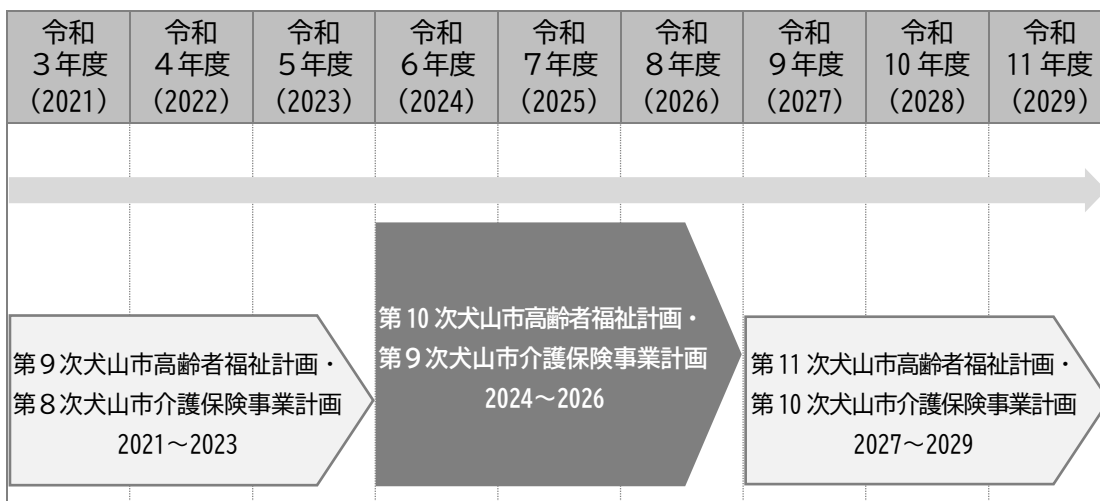 令和
３年度
（2021）
令和
４年度
（2022）
令和
５年度
（2023）
令和
６年度
（2024）
令和
７年度
（2025）
令和
８年度
（2026）
令和
９年度
（2027）
令和
10 年度
（2028）
令和
11 年度
（2029）
第９次犬山市高齢者福祉計画・
第８次犬山市介護保険事業計画
2021～2023
第 10 次犬山市高齢者福祉計画・
第９次犬山市介護保険事業計画
2024～2026
第 11 次犬山市高齢者福祉計画・
第 10 次犬山市介護保険事業計画
2027～2029